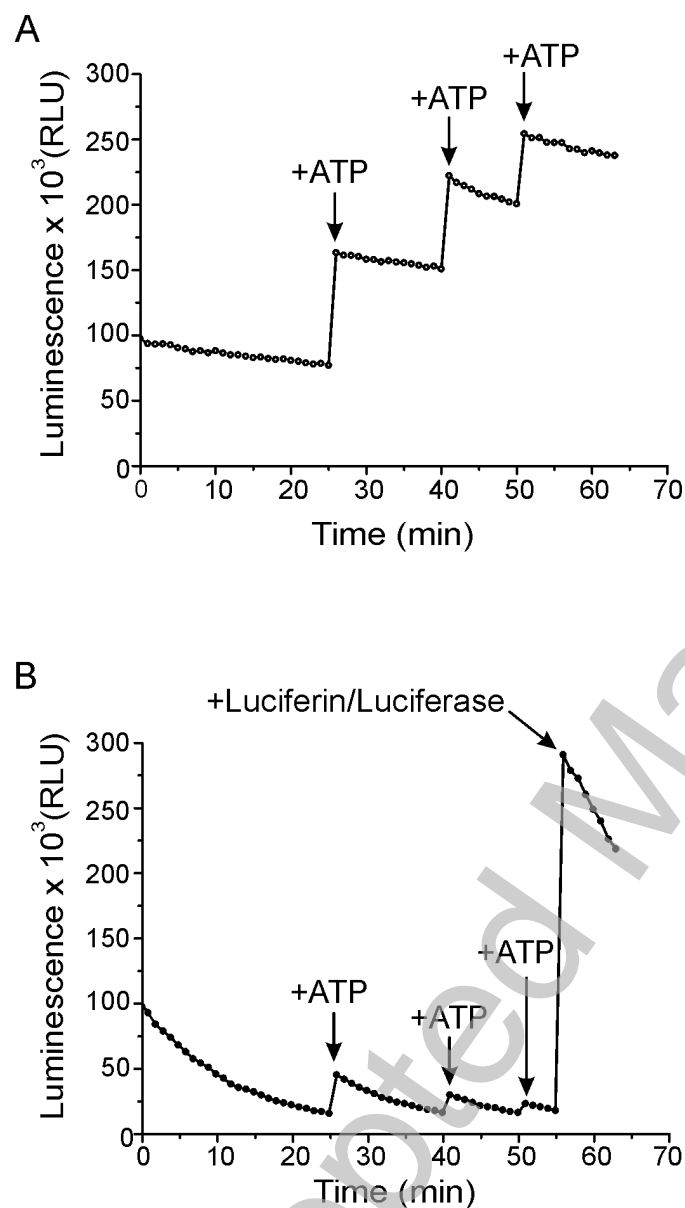 A
300
250
200
150
100
50
0
Luminescence x 10³(RLU)
+ATP
+ATP
+ATP
0 10 20 30 40 50 60 70
Time (min)
B
+Luciferin/Luciferase
300
250
200
150
100
50
0
Luminescence x 10³(RLU)
+ATP
+ATP
+ATP
0 10 20 30 40 50 60 70
Time (min)
pted Ma